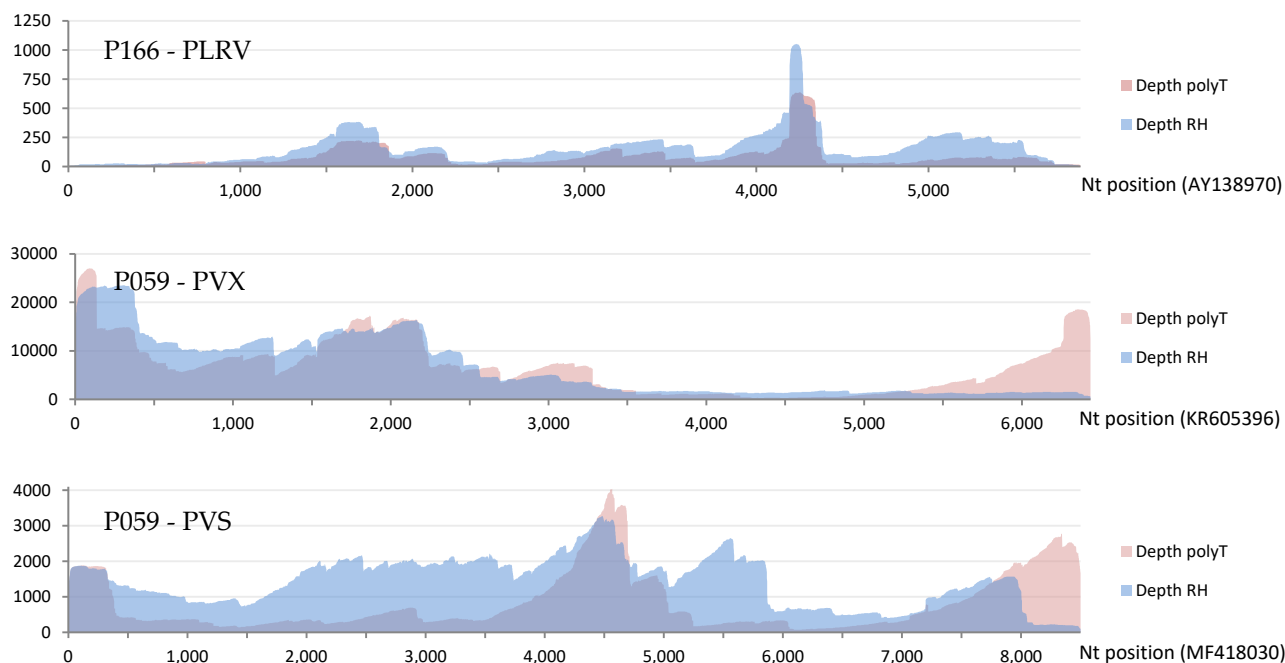 P166 - PLRV
1250
1000
750
500
250
0
0 1,000 2,000 3,000 4,000 5,000
Nt position (AY138970)
Depth polyT
Depth RH
P059 - PVX
30000
20000
10000
0
0 1,000 2,000 3,000 4,000 5,000 6,000
Nt position (KR605396)
Depth polyT
Depth RH
P059 - PVS
4000
3000
2000
1000
0
0 1,000 2,000 3,000 4,000 5,000 6,000 7,000 8,000
Nt position (MF418030)
Depth polyT
Depth RH